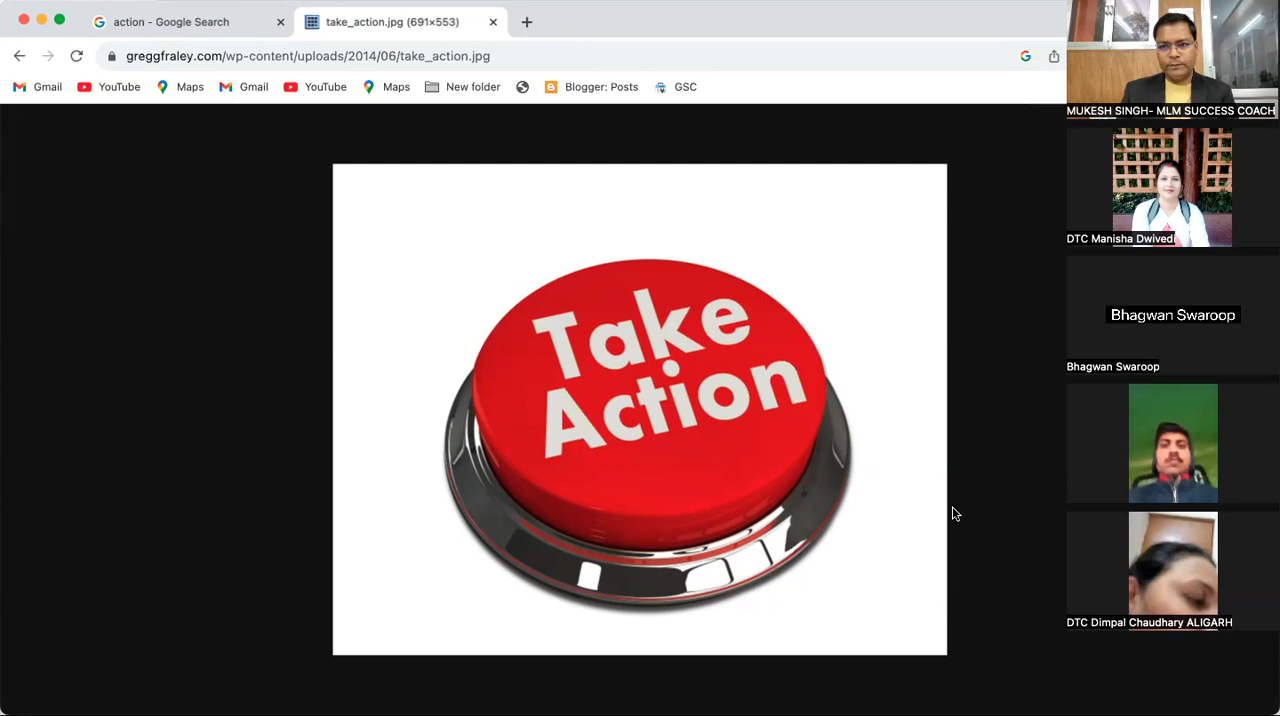 action - Google Search
take_action.jpg (691×553)
greggfraley.com/wp-content/uploads/2014/06/take_action.jpg
Gmail YouTube Maps Gmail YouTube Maps New folder Blogger: Posts GSC
Take
Action
MUKESH SINGH- MLM SUCCESS COACH
DTC Manisha Dwivedi
Bhagwan Swaroop
Bhagwan Swaroop
DTC Dimpal Chaudhary ALIGARH